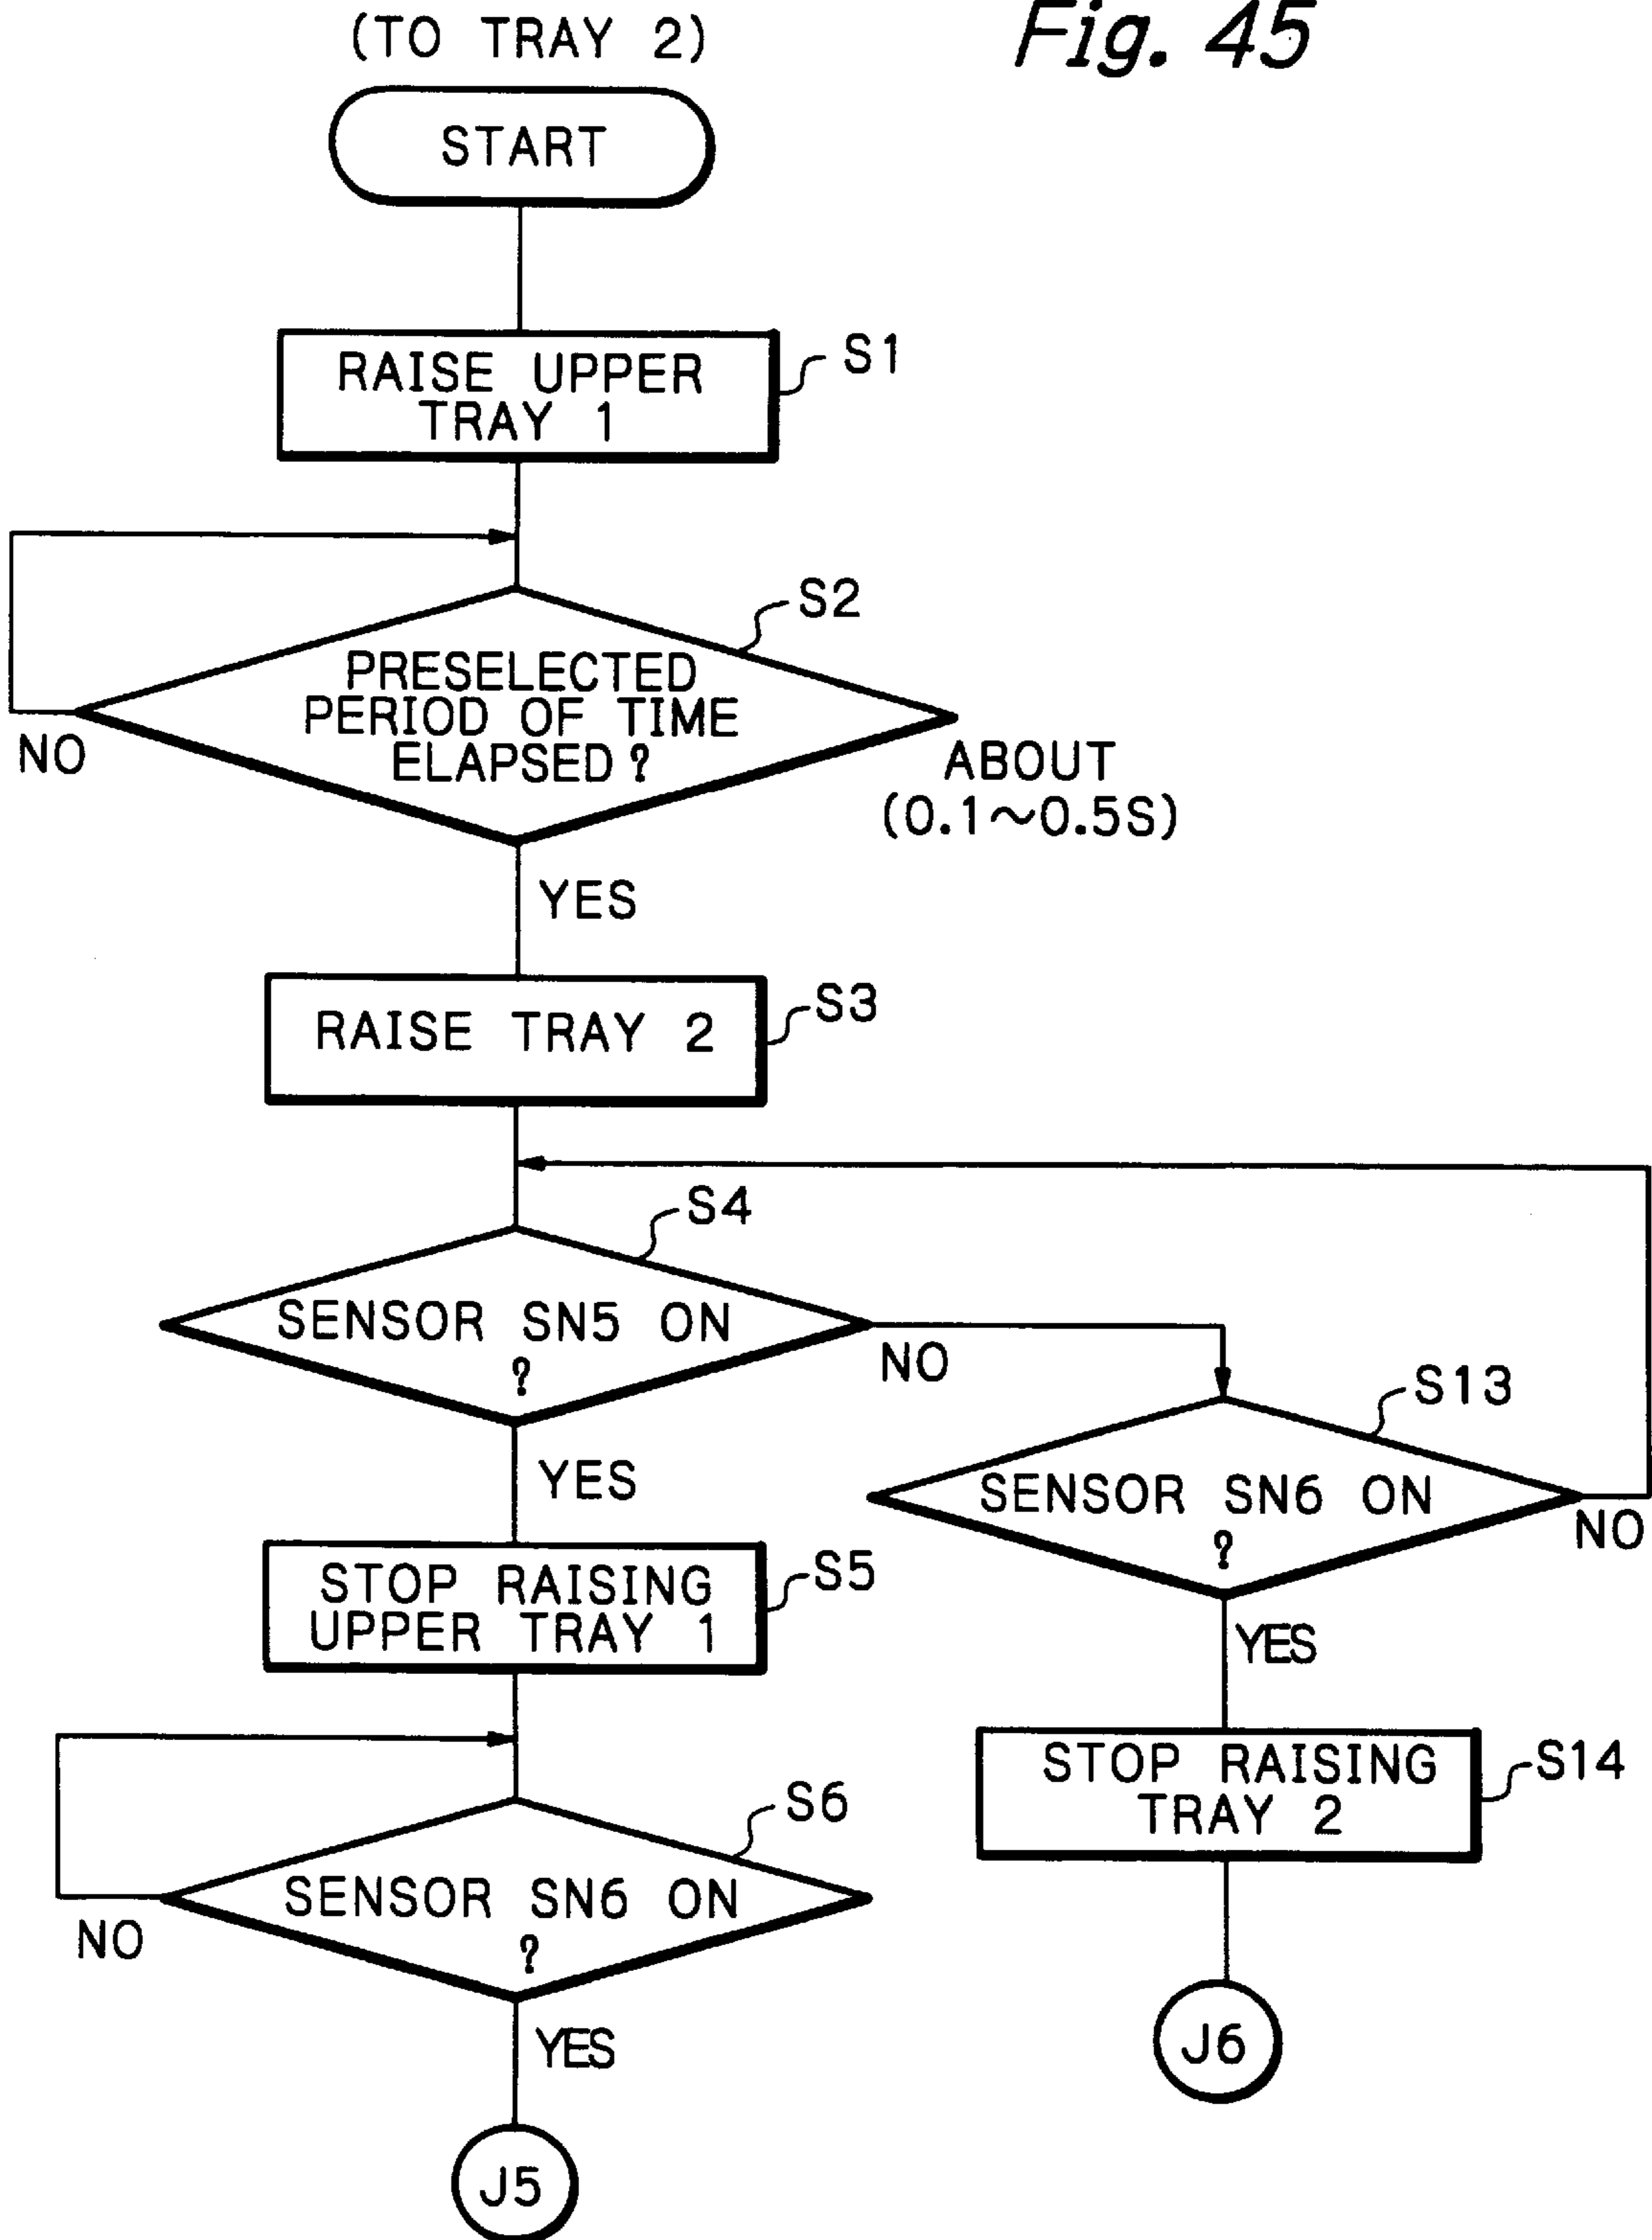 (TO TRAY 2)
Fig. 45
START
RAISE UPPER
TRAY 1
S1
S2
PRESELECTED
PERIOD OF TIME
ELAPSED?
NO
ABOUT
(0.1~0.5S)
YES
RAISE TRAY 2
S3
S4
SENSOR SN5 ON
?
NO
YES
S13
SENSOR SN6 ON
?
NO
YES
STOP RAISING
UPPER TRAY 1
S5
STOP RAISING
TRAY 2
S14
S6
SENSOR SN6 ON
?
NO
YES
J6
J5